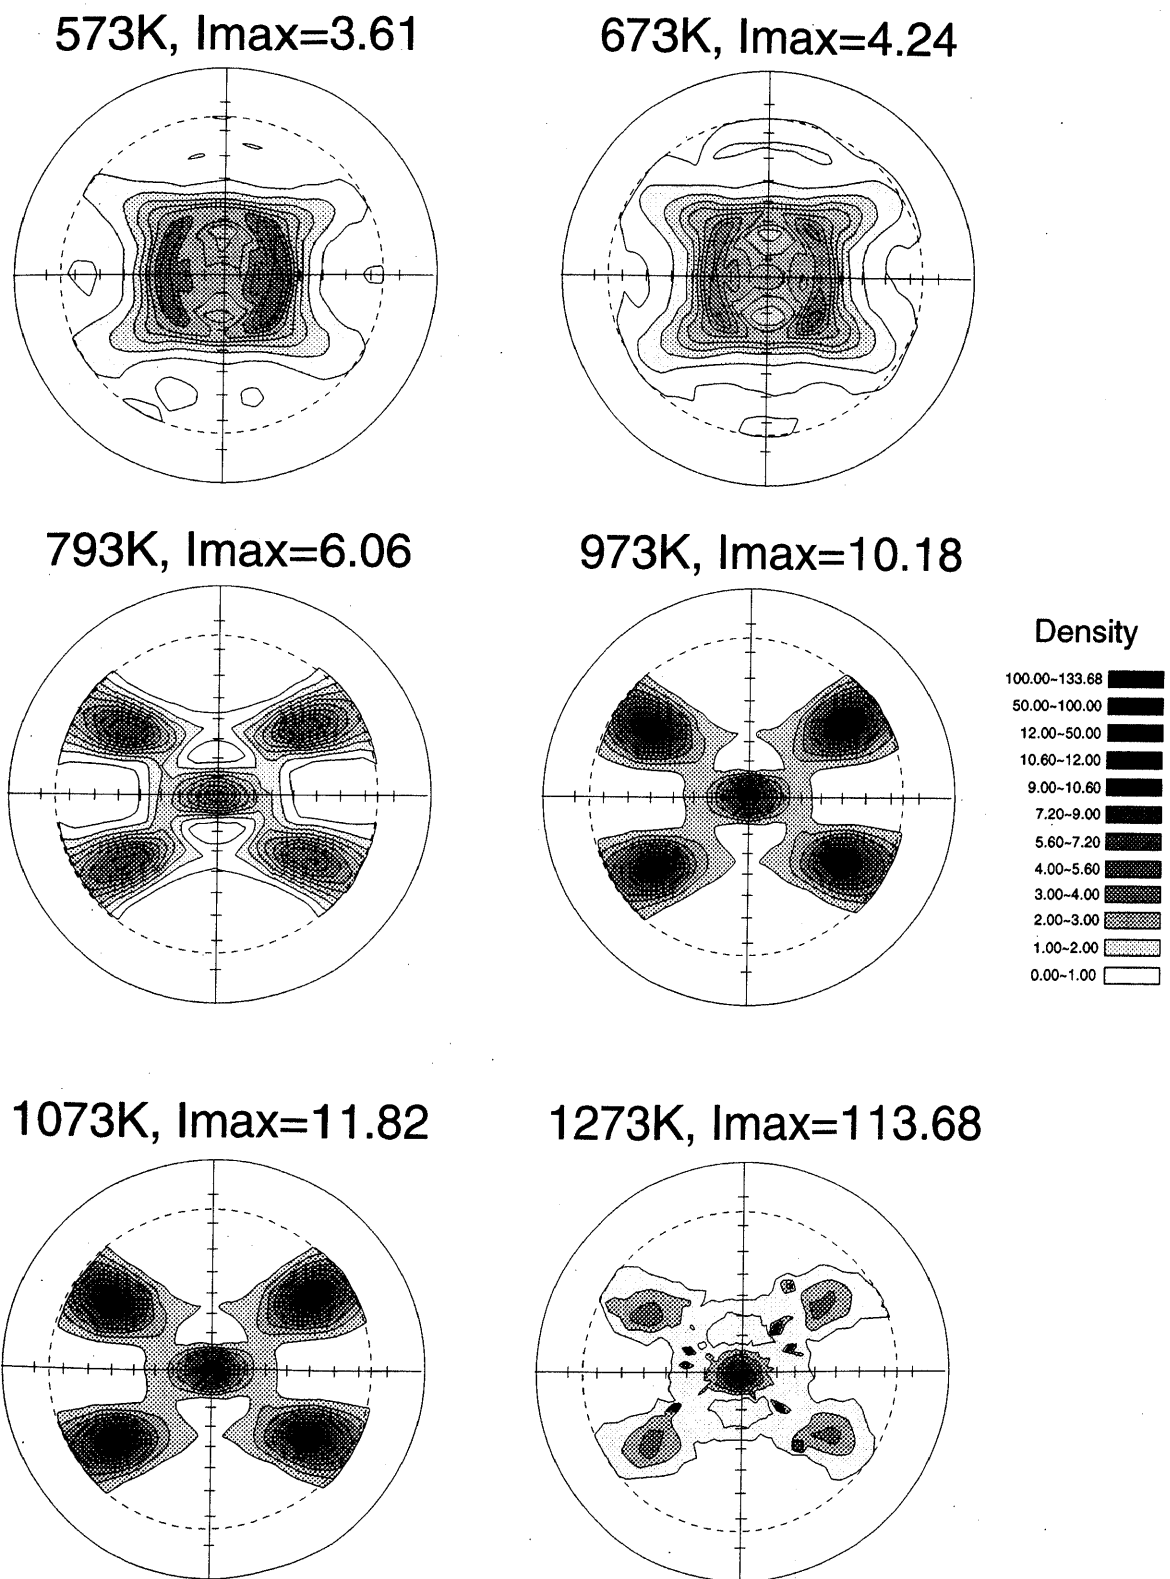 573K, Imax=3.61
673K, Imax=4.24
793K, Imax=6.06
973K, Imax=10.18
Density
100.00~133.68
50.00~100.00
12.00~50.00
10.60~12.00
9.00~10.60
7.20~9.00
5.60~7.20
4.00~5.60
3.00~4.00
2.00~3.00
1.00~2.00
0.00~1.00
1073K, Imax=11.82
1273K, Imax=113.68